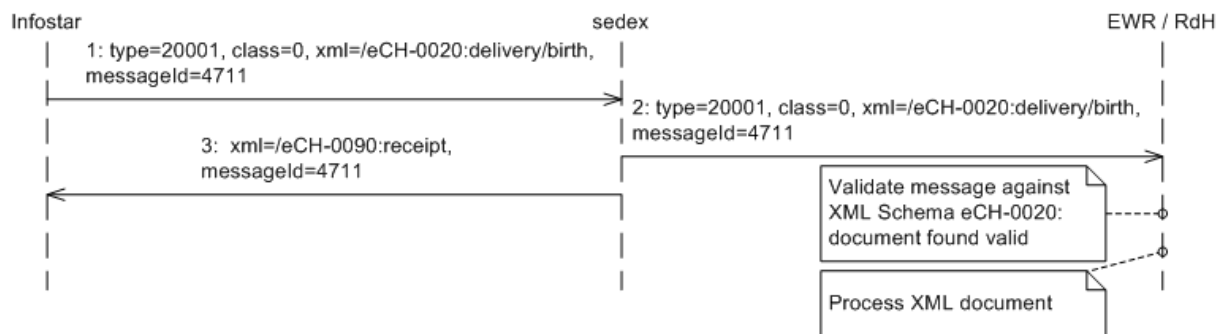 Infostar
sedex
EWR / RdH
1: type=20001, class=0, xml=/eCH-0020:delivery/birth,
messageId=4711
2: type=20001, class=0, xml=/eCH-0020:delivery/birth,
messageId=4711
3: xml=/eCH-0090:receipt,
messageId=4711
Validate message against
XML Schema eCH-0020:
document found valid
Process XML document